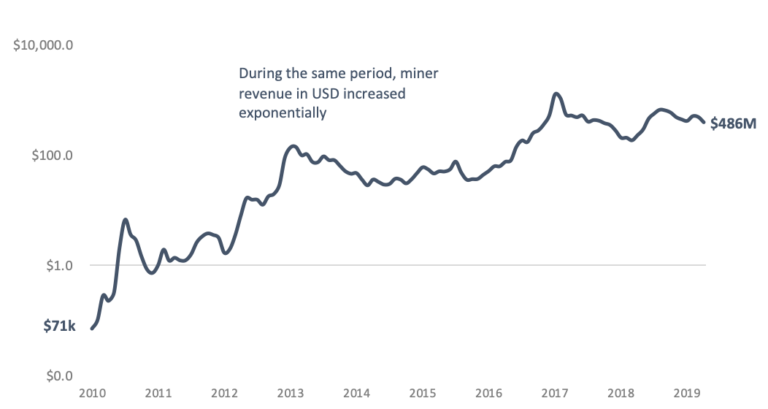 $10,000.0
During the same period, miner
revenue in USD increased
exponentially
$486M
$100.0
$1.0
$71k
$0.0
2010 2011 2012 2013 2014 2015 2016 2017 2018 2019